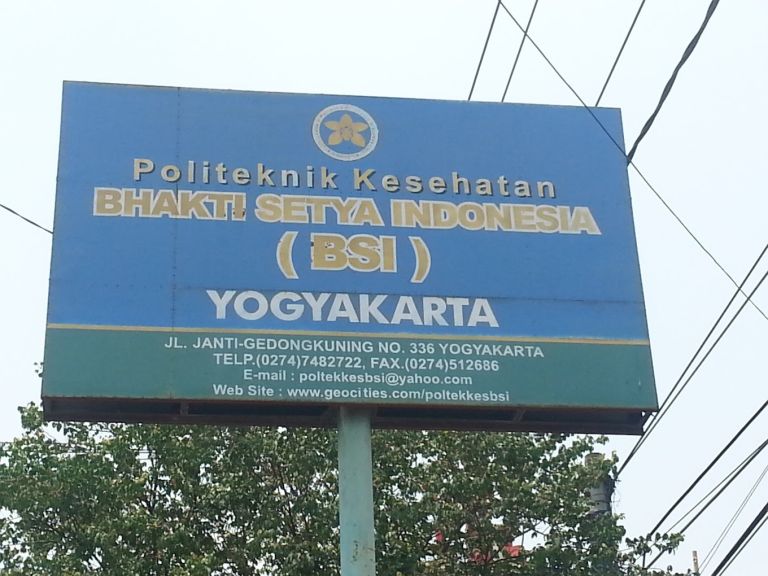 Politeknik Kesehatan
BHAKTI SETYA INDONESIA
( BSI )
YOGYAKARTA
JL. JANTI-GEDONGKUNING NO. 336 YOGYAKARTA
TELP.(0274)7482722, FAX.(0274)512686
E-mail : poltekkesbsi@yahoo.com
Web Site : www.geocities.com/poltekkesbsi